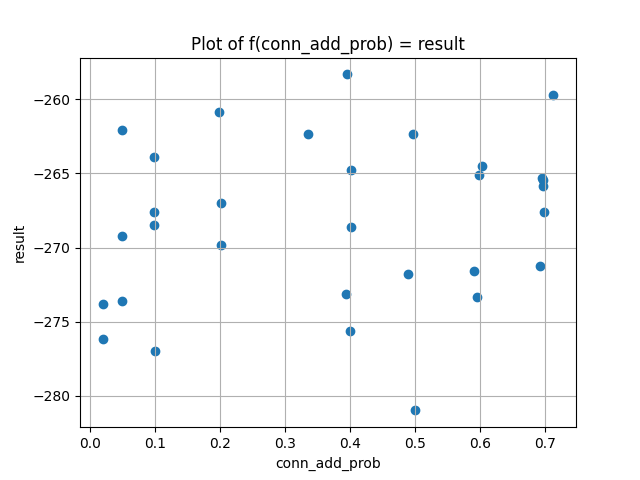 Plot of f(conn_add_prob) = result
result
−260
−265
−270
−275
−280
0.0 0.1 0.2 0.3 0.4 0.5 0.6 0.7
conn_add_prob